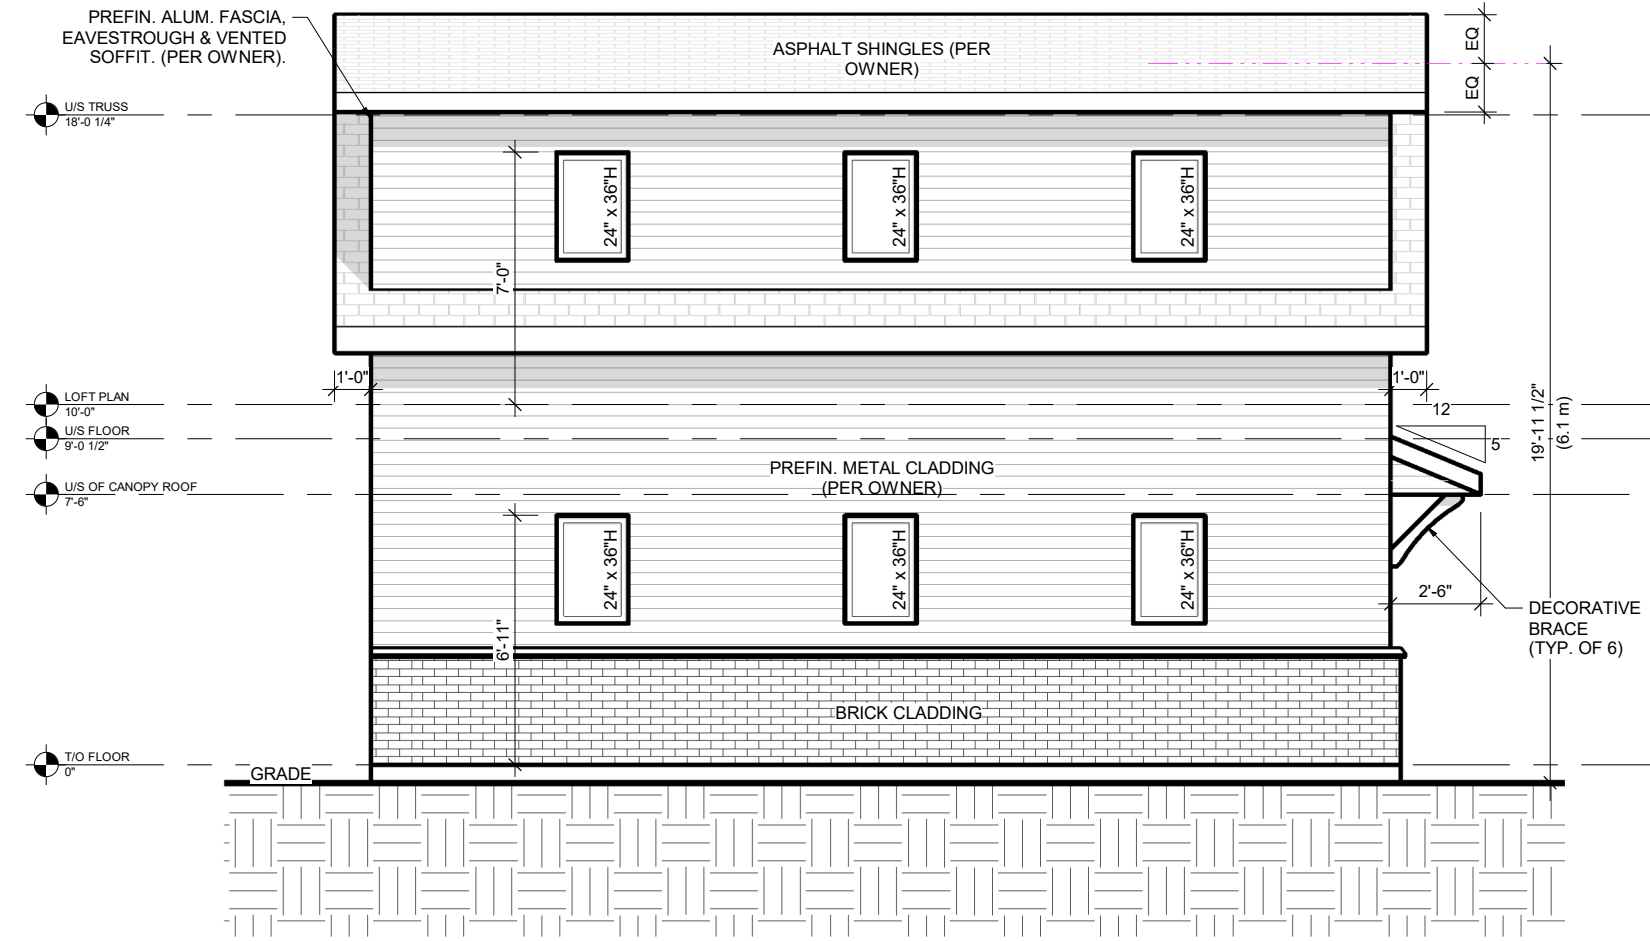 PREFIN. ALUM. FASCIA,
EAVESTROUGH & VENTED
SOFFIT. (PER OWNER).
ASPHALT SHINGLES (PER
OWNER)
EQ
EQ
U/S TRUSS
18'-0 1/4"
24" x 36"H
24" x 36"H
24" x 36"H
7'-0"
1'-0"
1'-0"
LOFT PLAN
10'-0"
12
5
19'-11 1/2"
(6.1 m)
U/S FLOOR
9'-0 1/2"
PREFIN. METAL CLADDING
(PER OWNER)
U/S OF CANOPY ROOF
7'-6"
24" x 36"H
24" x 36"H
24" x 36"H
6'-11"
2'-6"
DECORATIVE
BRACE
(TYP. OF 6)
BRICK CLADDING
T/O FLOOR
0"
GRADE